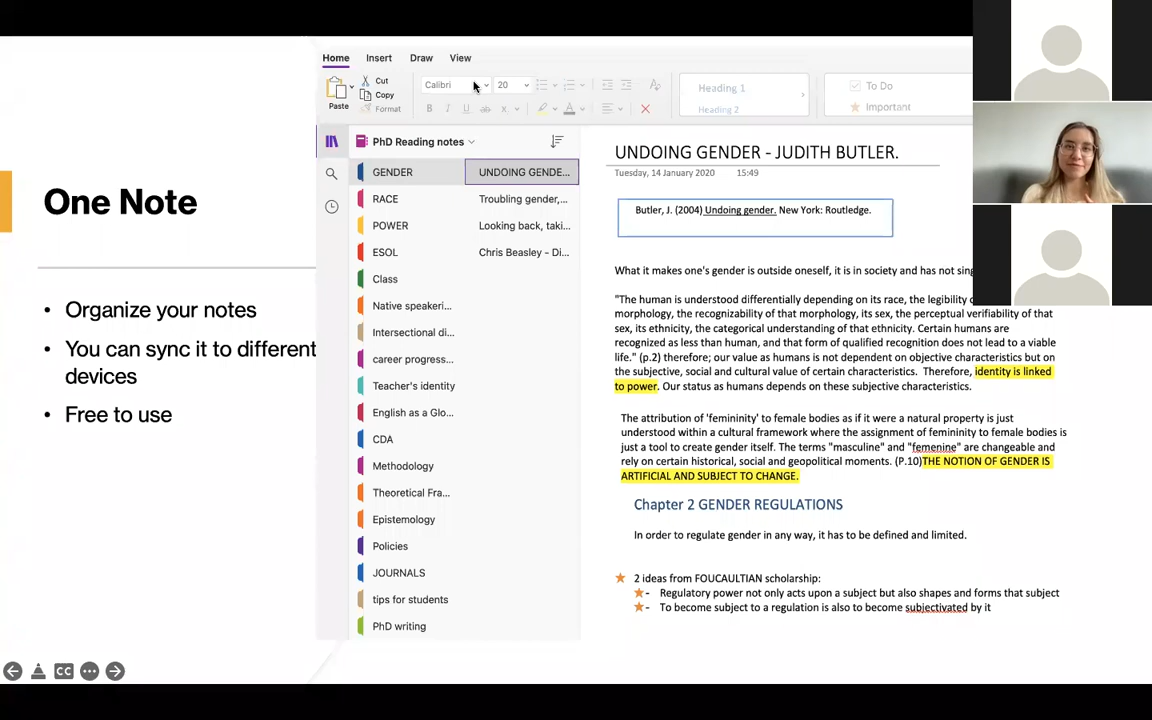 One Note
• Organize your notes
• You can sync it to different
devices
• Free to use
Home Insert Draw View
Paste
Cut
Copy
Format
Calibri 20
B I U ab x
Heading 1
Heading 2
To Do
Important
PhD Reading notes
GENDER
RACE
POWER
ESOL
Class
Native speakeri...
Intersectional di...
career progress...
Teacher's identity
English as a Glo...
CDA
Methodology
Theoretical Fra...
Epistemology
Policies
JOURNALS
tips for students
PhD writing
UNDOING GENDE...
Troubling gender,...
Looking back, taki...
Chris Beasley - Di...
UNDOING GENDER - JUDITH BUTLER.
Tuesday, 14 January 2020 15:49
Butler, J. (2004) Undoing gender. New York: Routledge.
What it makes one's gender is outside oneself, it is in society and has not
"The human is understood differentially depending on its race, the legibility
morphology, the recognizability of that morphology, its sex, the perceptual verifiability of that
sex, its ethnicity, the categorical understanding of that ethnicity. Certain humans are
recognized as less than human, and that form of qualified recognition does not lead to a viable
life." (p.2) therefore; our value as humans is not dependent on objective characteristics but on
the subjective, social and cultural value of certain characteristics. Therefore, identity is linked
to power. Our status as humans depends on these subjective characteristics.
The attribution of 'femininity' to female bodies as if it were a natural property is just
understood within a cultural framework where the assignment of femininity to female bodies is
just a tool to create gender itself. The terms "masculine" and "femenine" are changeable and
rely on certain historical, social and geopolitical moments. (P.10)THE NOTION OF GENDER IS
ARTIFICIAL AND SUBJECT TO CHANGE.
Chapter 2 GENDER REGULATIONS
In order to regulate gender in any way, it has to be defined and limited.
2 ideas from FOUCAULTIAN scholarship:
- Regulatory power not only acts upon a subject but also shapes and forms that subject
- To become subject to a regulation is also to become subjectivated by it
CC